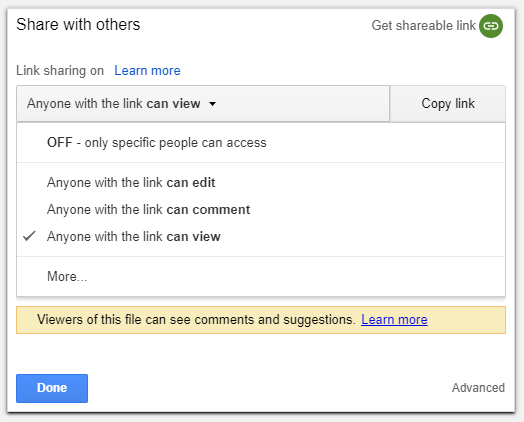 Share with others
Get shareable link
Link sharing on Learn more
Anyone with the link can view
Copy link
OFF - only specific people can access
Anyone with the link can edit
Anyone with the link can comment
Anyone with the link can view
More...
Viewers of this file can see comments and suggestions. Learn more
Done
Advanced